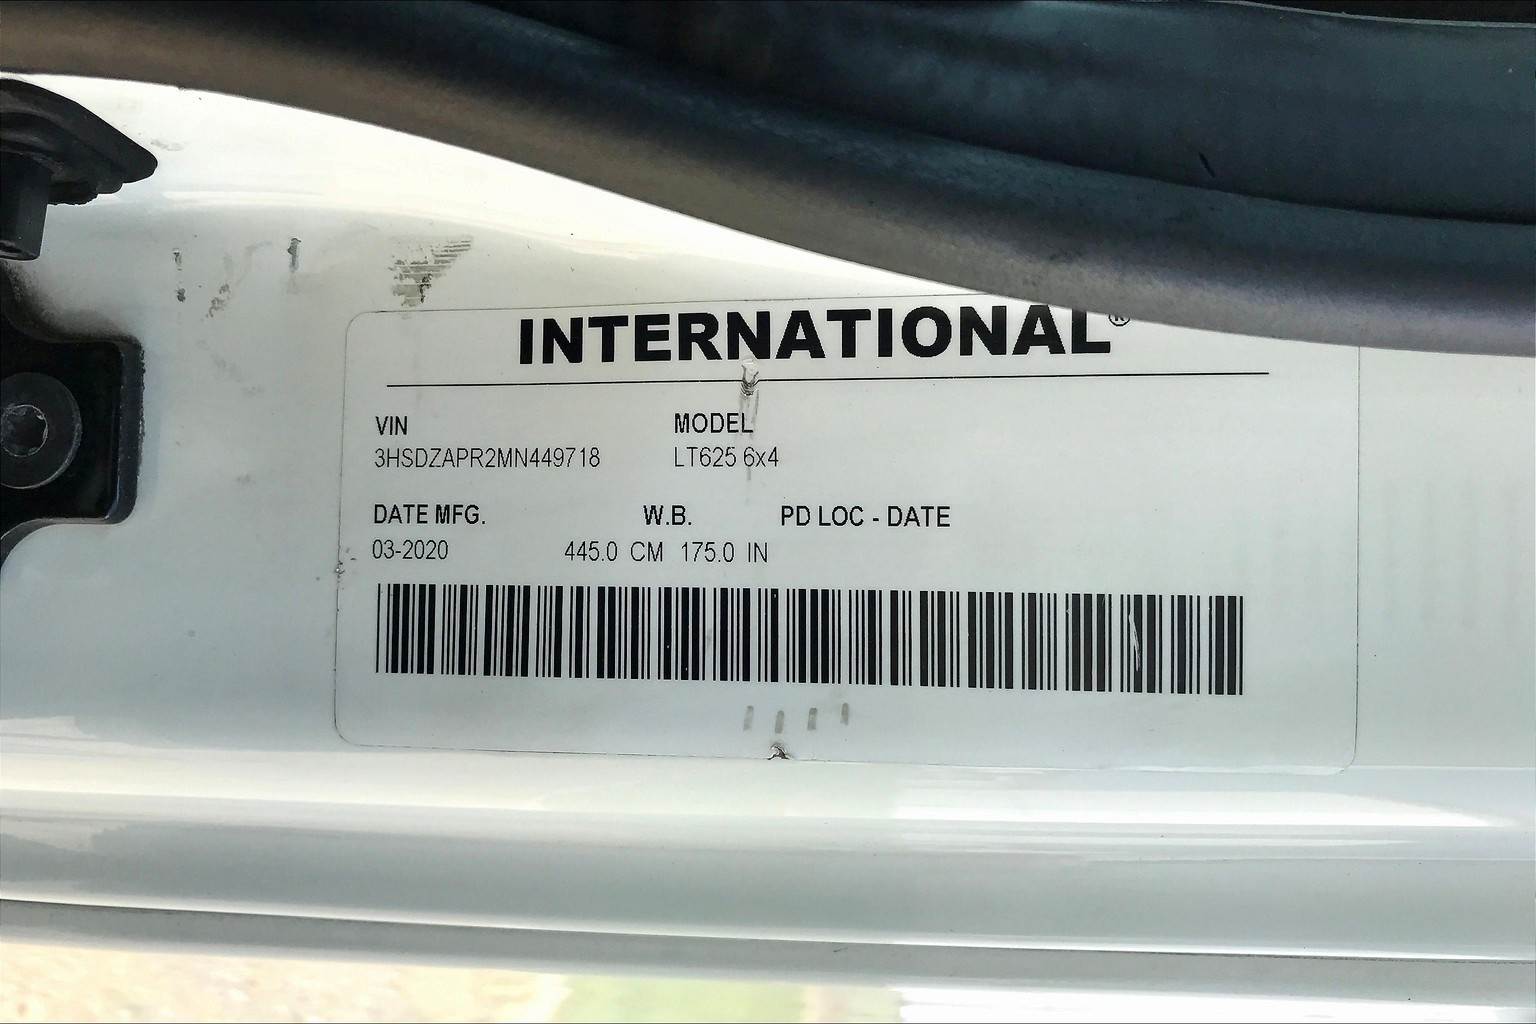 INTERNATIONAL®
VIN MODEL
3HSDZAPR2MN449718 LT625 6x4
DATE MFG. W.B. PD LOC - DATE
03-2020 445.0 CM 175.0 IN